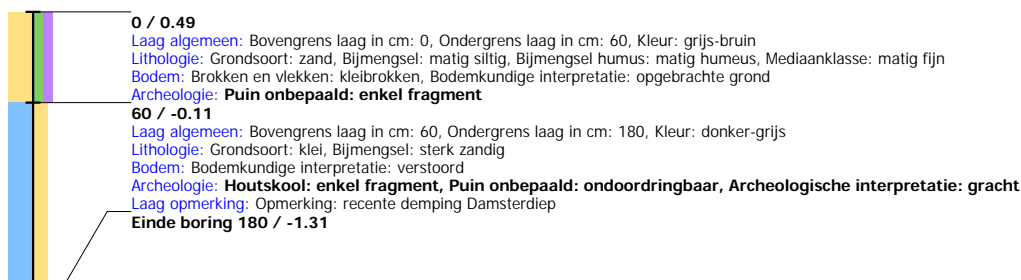 0 / 0.49
Laag algemeen: Bovengrens laag in cm: 0, Ondergrens laag in cm: 60, Kleur: grijs-bruin
Lithologie: Grondsoort: zand, Bijmengsel: matig siltig, Bijmengsel humus: matig humeus, Mediaanklasse: matig fijn
Bodem: Brokken en vlekken: kleibrokken, Bodemkundige interpretatie: opgebrachte grond
Archeologie: Puin onbepaald: enkel fragment
60 / -0.11
Laag algemeen: Bovengrens laag in cm: 60, Ondergrens laag in cm: 180, Kleur: donker-grijs
Lithologie: Grondsoort: klei, Bijmengsel: sterk zandig
Bodem: Bodemkundige interpretatie: verstoord
Archeologie: Houtskool: enkel fragment, Puin onbepaald: ondoordringbaar, Archeologische interpretatie: gracht
Laag opmerking: Opmerking: recente demping Damsterdiep
Einde boring 180 / -1.31